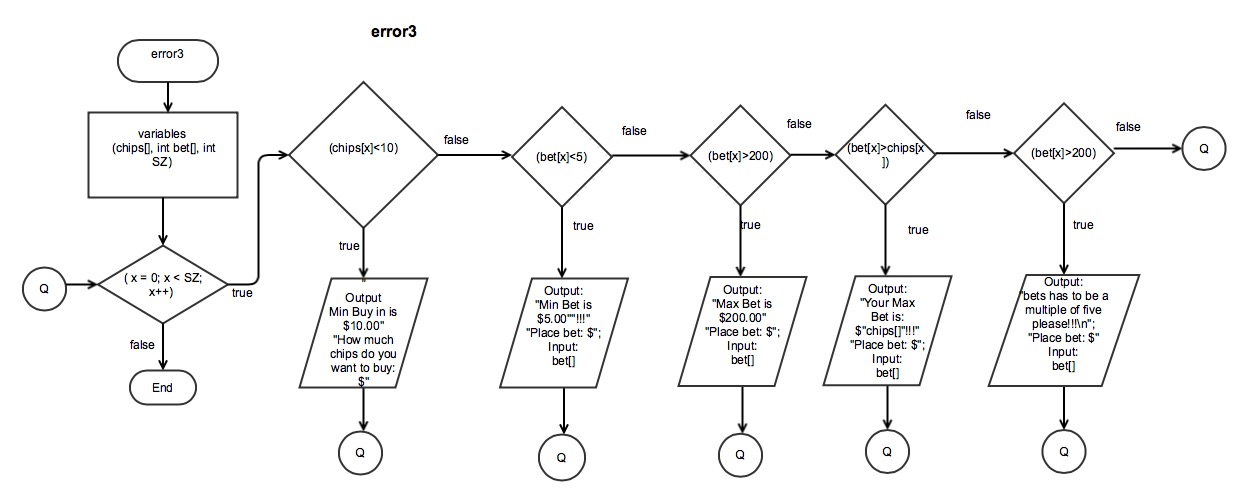 error3
error3
variables
(chips[], int bet[], int
SZ)
( x = 0; x < SZ;
x++)
Q
true
false
End
(chips[x]<10)
false
true
Output
Min Buy in is
$10.00"
"How much
chips do you
want to buy:
$"
Q
(bet[x]<5)
false
true
Output:
"Min Bet is
$5.00""!!!"
"Place bet: $";
Input:
bet[]
Q
(bet[x]>200)
false
true
Output:
"Max Bet is
$200.00"
"Place bet: $";
Input:
bet[]
Q
(bet[x]>chips[x
])
false
true
Output:
"Your Max
Bet is:
$"chips[]"!!!"
"Place bet: $";
Input:
bet[]
Q
(bet[x]>200)
false
Q
true
Output:
"bets has to be a
multiple of five
please!!!\n";
"Place bet: $"
Input:
bet[]
Q